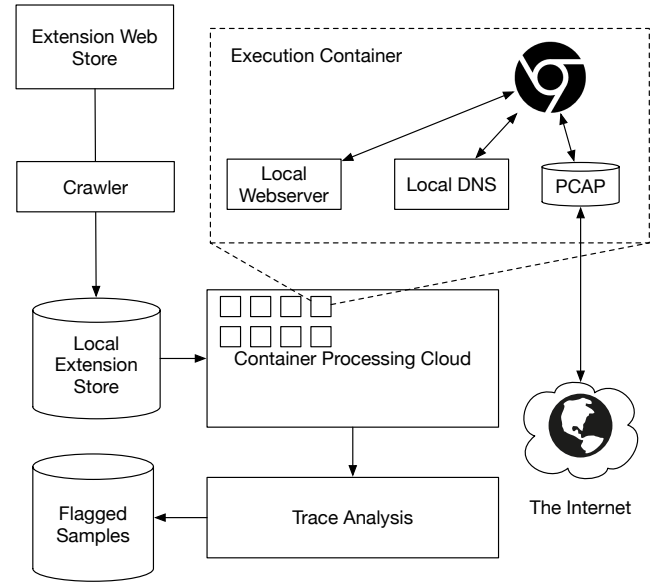 Extension Web
Store
Execution Container
Crawler
Local
Webserver
Local DNS
PCAP
Local
Extension
Store
Container Processing Cloud
The Internet
Flagged
Samples
Trace Analysis